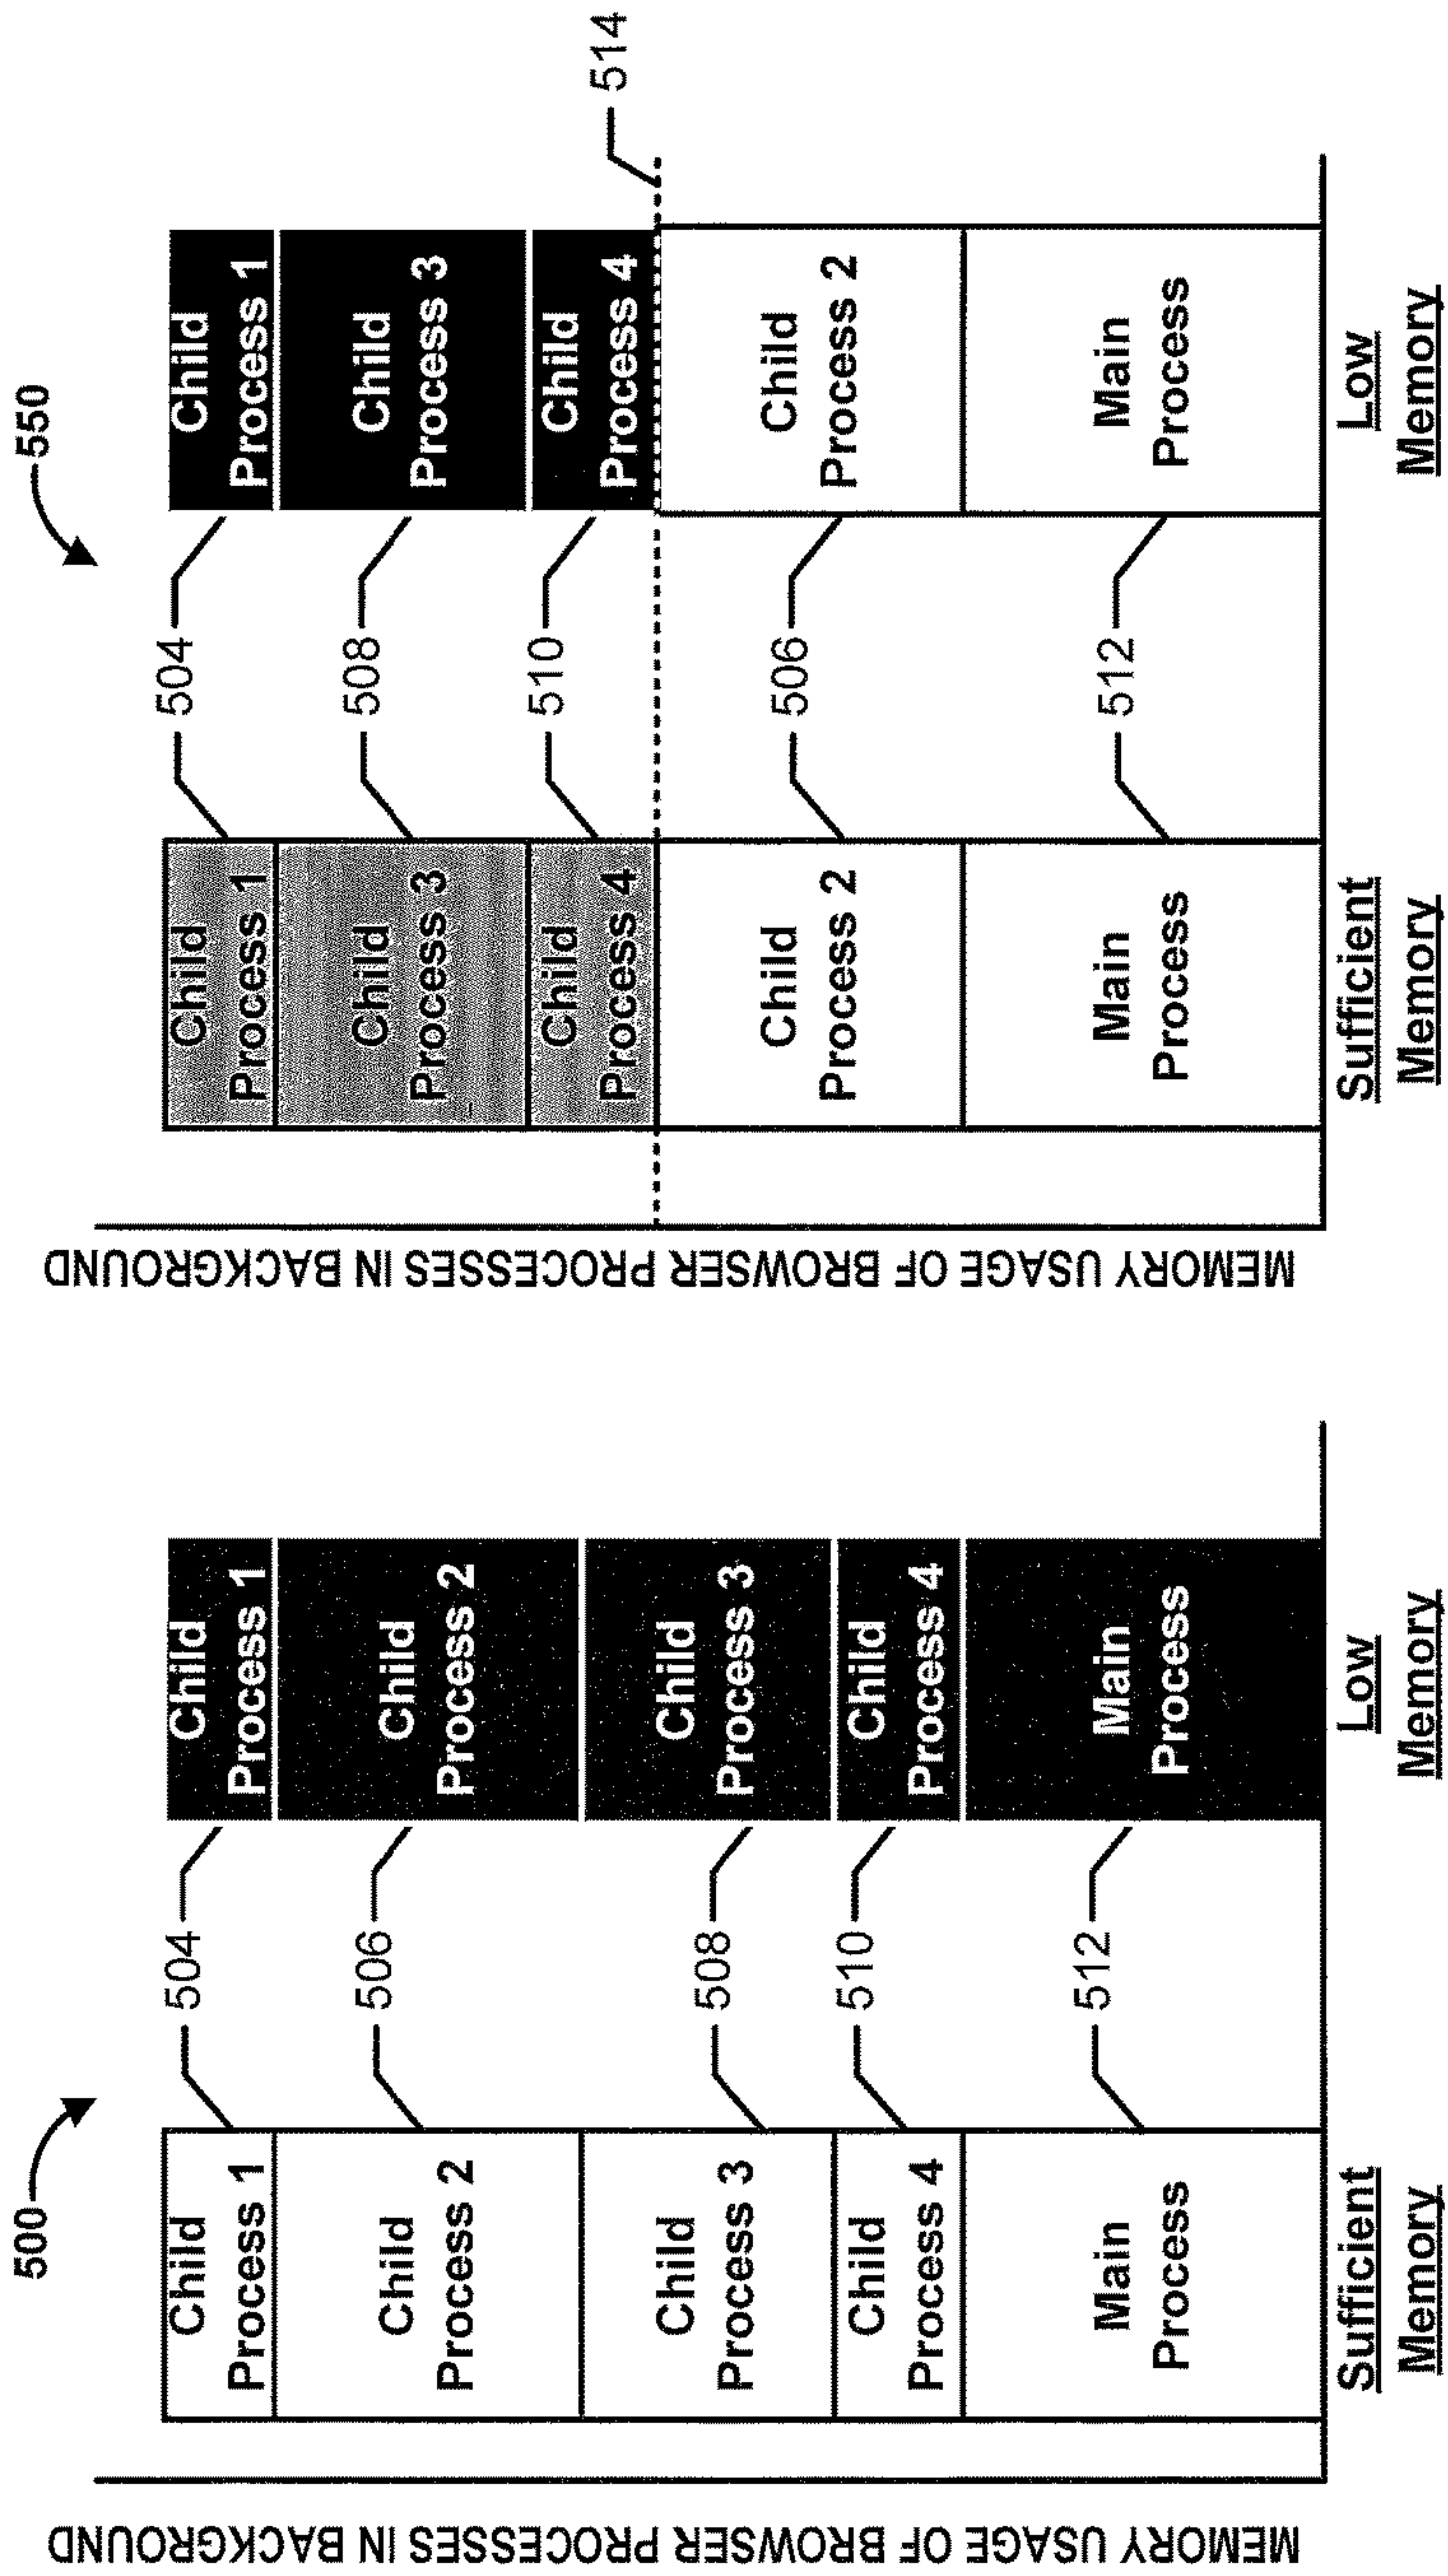 500
MEMORY USAGE OF BROWSER PROCESSES IN BACKGROUND
Child
Process 1
Child
Process 2
Child
Process 3
Child
Process 4
Main
Process
Sufficient
Memory
504
506
508
510
512
Child
Process 1
Child
Process 2
Child
Process 3
Child
Process 4
Main
Process
Low
Memory
550
MEMORY USAGE OF BROWSER PROCESSES IN BACKGROUND
Child
Process 1
Child
Process 3
Child
Process 4
Child
Process 2
Main
Process
Sufficient
Memory
504
508
510
506
512
Child
Process 1
Child
Process 3
Child
Process 4
Child
Process 2
Main
Process
Low
Memory
514